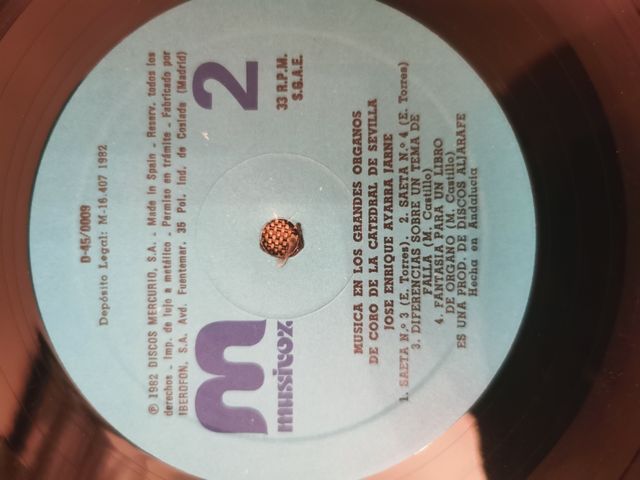 D-45/0009
Depósito Legal: M-16.407 1982
℗ 1982 DISCOS MERCURIO, S.A. - Made in Spain - Reserv. todos los
derechos - Imp. de lujo a metálico - Permiso en trámite - Fabricado por
IBEROFON, S.A. Avd. Fuentemar, 35 Pol. Ind. de Coslada (Madrid)
m
musivoz
2
33 R.P.M.
S.G.A.E.
MUSICA EN LOS GRANDES ORGANOS
DE CORO DE LA CATEDRAL DE SEVILLA
JOSE ENRIQUE AYARRA JARNE
1. SAETA N.º 3 (E. Torres), 2. SAETA N.º 4 (E. Torres)
3. DIFERENCIAS SOBRE UN TEMA DE
FALLA (M. Castillo)
4. FANTASIA PARA UN LIBRO
DE ORGANO (M. Castillo)
ES UNA PROD. DE DISCOS ALJARAFE
Hecha en Andalucía